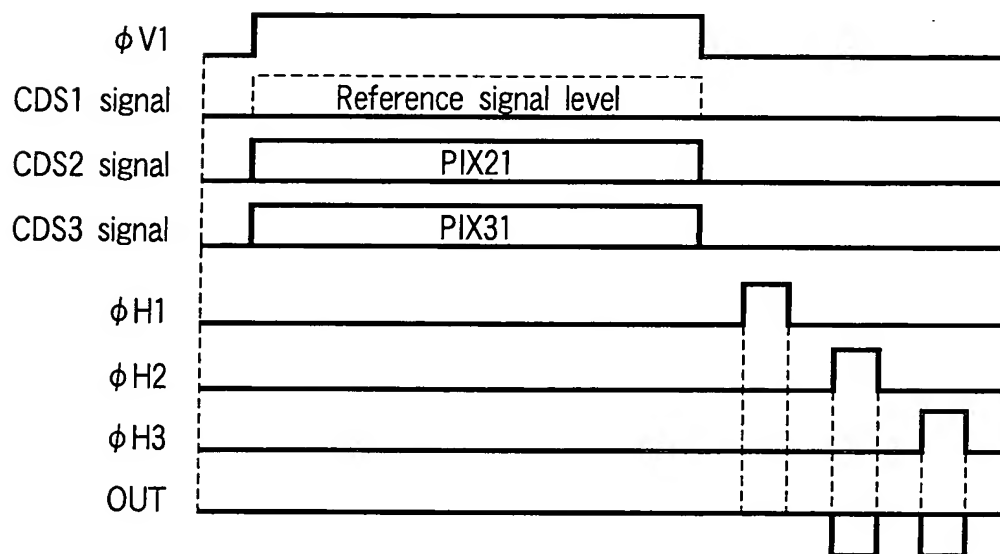 φV1
CDS1 signal Reference signal level
CDS2 signal PIX21
CDS3 signal PIX31
φH1
φH2
φH3
OUT